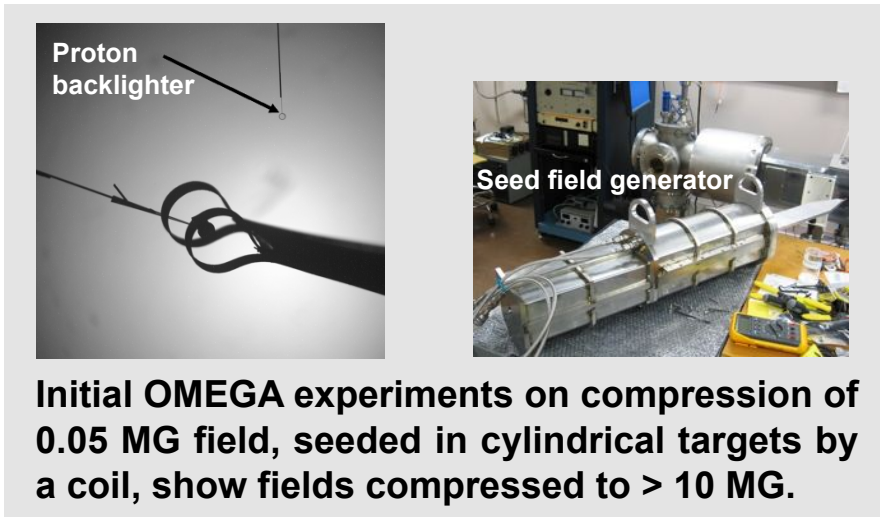 Proton
backlighter
Seed field generator
Initial OMEGA experiments on compression of
0.05 MG field, seeded in cylindrical targets by
a coil, show fields compressed to > 10 MG.